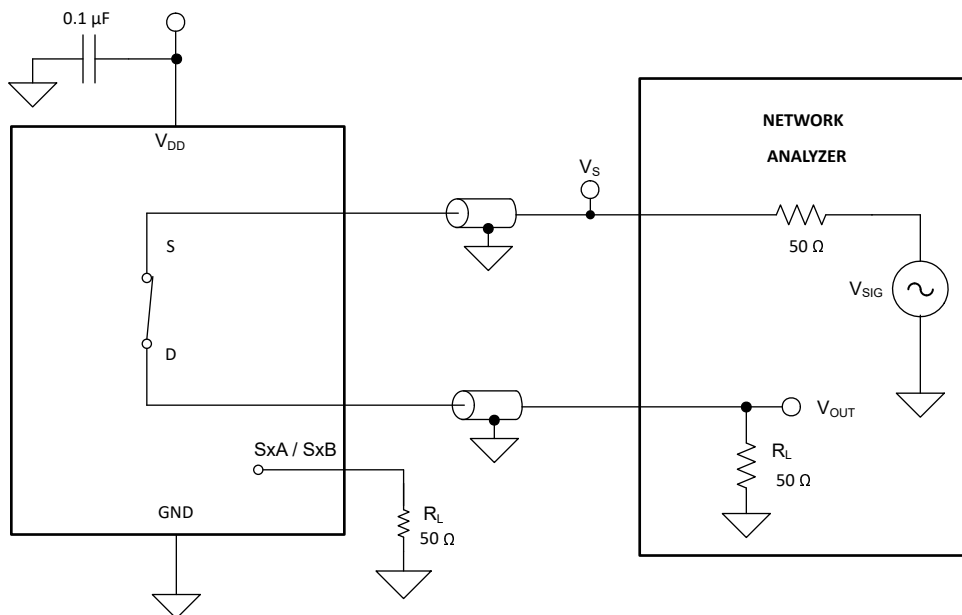 0.1 µF
VDD
NETWORK
ANALYZER
VS
S
50 Ω
VSIG
D
VOUT
SxA / SxB
RL
50 Ω
GND
RL
50 Ω